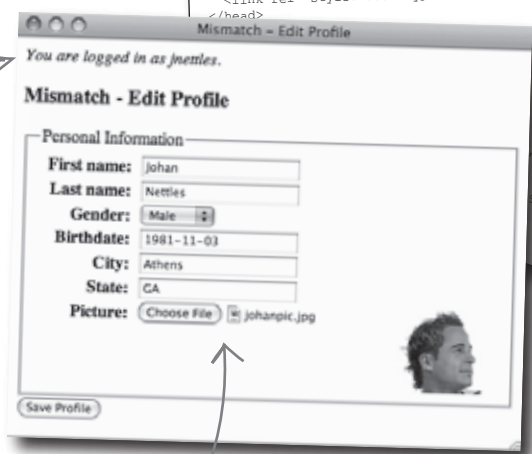 </head>
Mismatch – Edit Profile
You are logged in as jnettles.
Mismatch - Edit Profile
Personal Information
First name: Johan
Last name: Nettles
Gender: Male
Birthdate: 1981-11-03
City: Athens
State: GA
Picture: Choose File johanpic.jpg
Save Profile